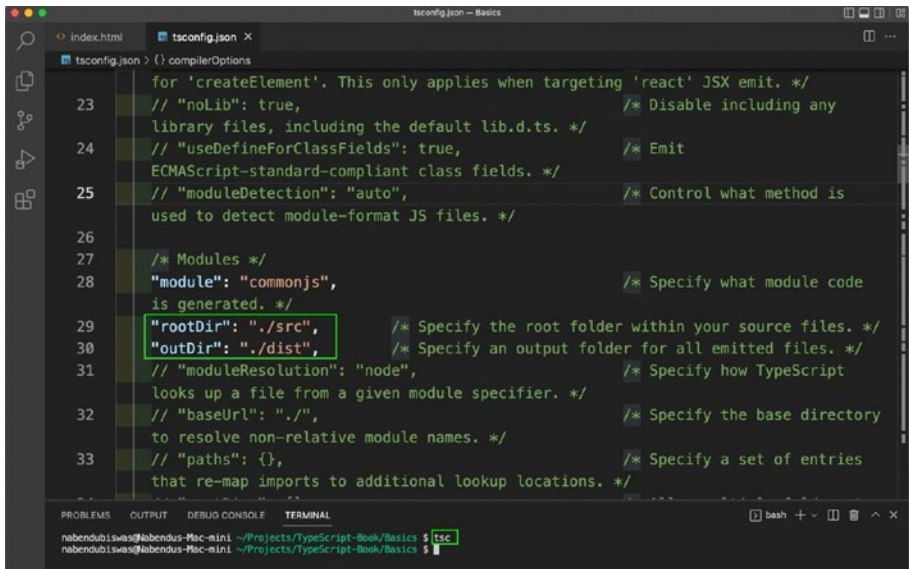 tsconfig.json — Basics
index.html
tsconfig.json
tsconfig.json > {} compilerOptions
for 'createElement'. This only applies when targeting 'react' JSX emit. */
23 // "noLib": true, /* Disable including any
library files, including the default lib.d.ts. */
24 // "useDefineForClassFields": true, /* Emit
ECMAScript-standard-compliant class fields. */
25 // "moduleDetection": "auto", /* Control what method is
used to detect module-format JS files. */
26
27 /* Modules */
28 "module": "commonjs", /* Specify what module code
is generated. */
29 "rootDir": "./src", /* Specify the root folder within your source files. */
30 "outDir": "./dist", /* Specify an output folder for all emitted files. */
31 // "moduleResolution": "node", /* Specify how TypeScript
looks up a file from a given module specifier. */
32 // "baseUrl": "./", /* Specify the base directory
to resolve non-relative module names. */
33 // "paths": {}, /* Specify a set of entries
that re-map imports to additional lookup locations. */
PROBLEMS OUTPUT DEBUG CONSOLE TERMINAL bash
nabendubiswas@Nabendus-Mac-mini ~/Projects/TypeScript-Book/Basics $ tsc
nabendubiswas@Nabendus-Mac-mini ~/Projects/TypeScript-Book/Basics $